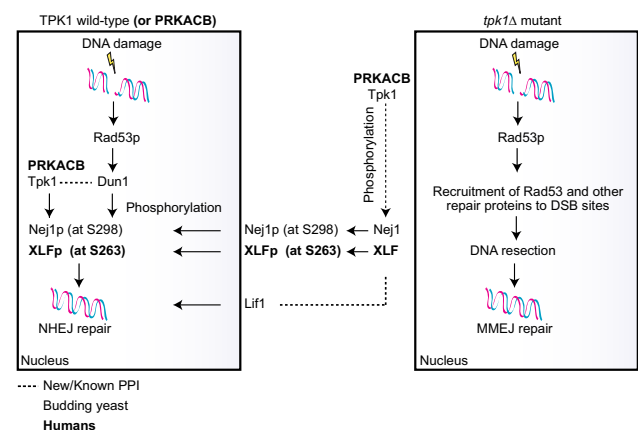 TPK1 wild-type (or PRKACB)
DNA damage
Rad53p
PRKACB
Tpk1
Dun1
Phosphorylation
Nej1p (at S298)
XLFp (at S263)
NHEJ repair
Nucleus
PRKACB
Tpk1
Phosphorylation
Nej1p (at S298)
Nej1
XLFp (at S263)
XLF
Lif1
tpk1Δ mutant
DNA damage
Rad53p
Recruitment of Rad53 and other
repair proteins to DSB sites
DNA resection
MMEJ repair
Nucleus
New/Known PPI
Budding yeast
Humans